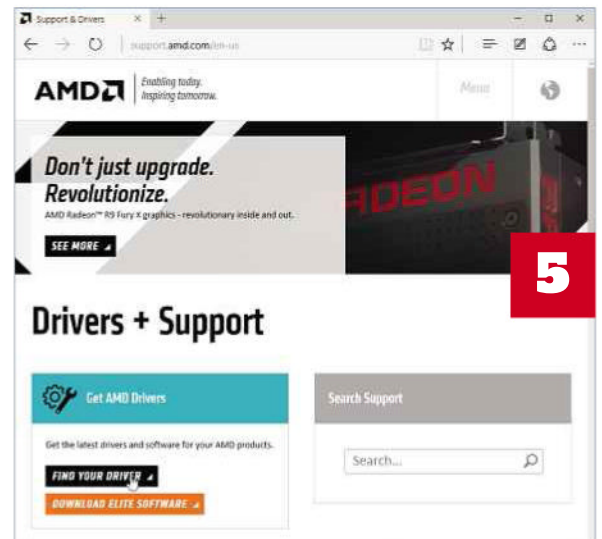 Support & Drivers
support.amd.com/en-us
AMD
Enabling today.
Inspiring tomorrow.
Menu
Don't just upgrade.
Revolutionize.
AMD Radeon™ R9 Fury X graphics - revolutionary inside and out.
SEE MORE
RADEON
R
5
Drivers + Support
Get AMD Drivers
Search Support
Get the latest drivers and software for your AMD products.
Search...
FIND YOUR DRIVER
DOWNLOAD ELITE SOFTWARE